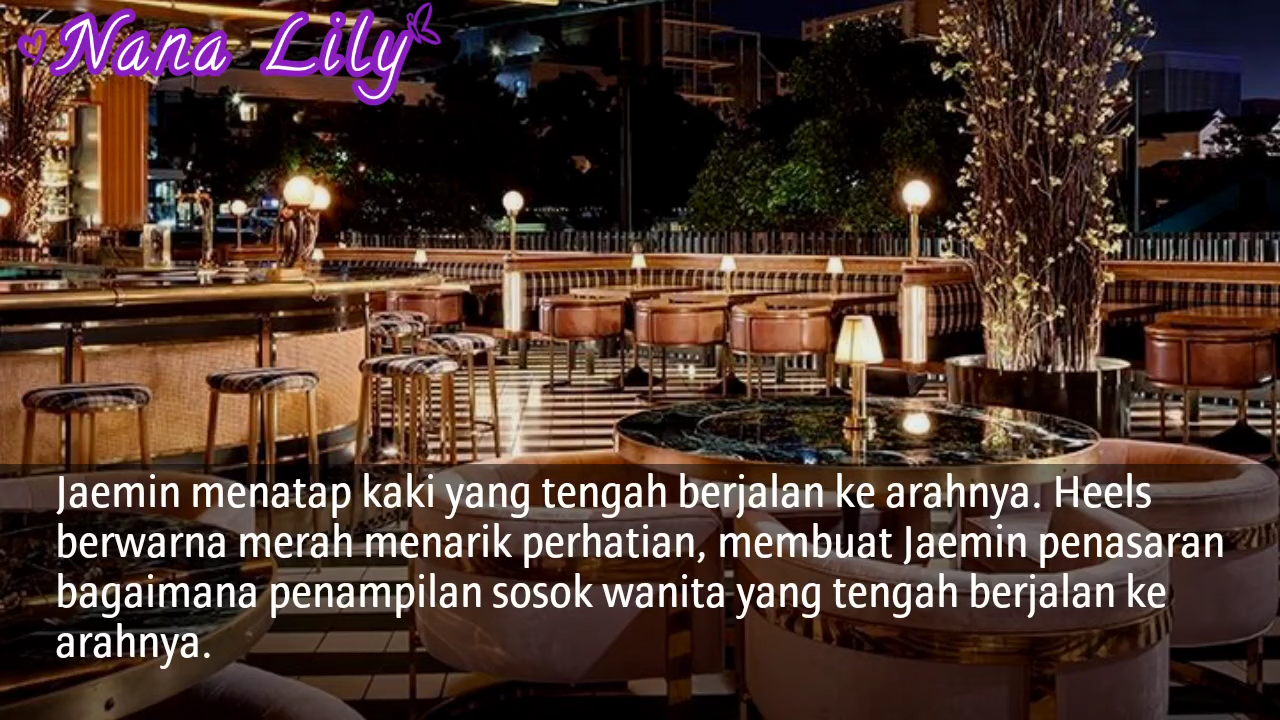 Nana Lily
Jaemin menatap kaki yang tengah berjalan ke arahnya. Heels
berwarna merah menarik perhatian, membuat Jaemin penasaran
bagaimana penampilan sosok wanita yang tengah berjalan ke
arahnya.